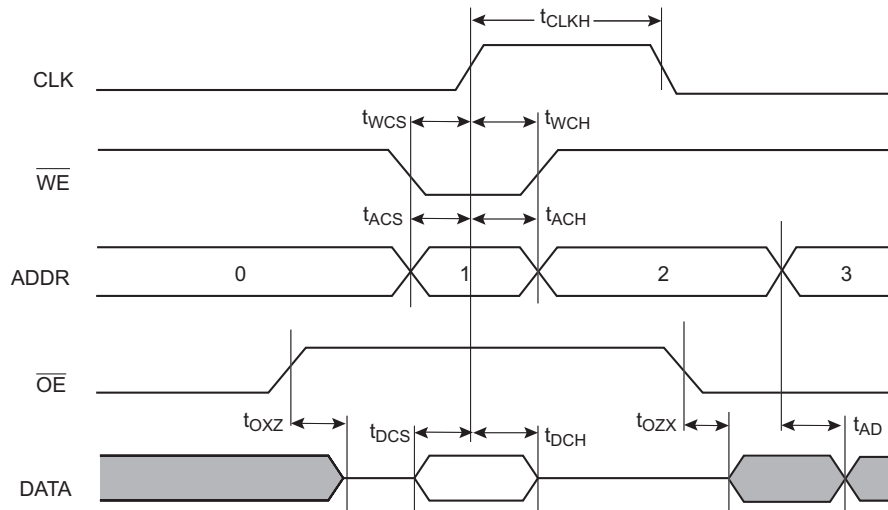 tCLKH
CLK
tWCS tWCH
WE
tACS tACH
ADDR 0 1 2 3
OE
tOXZ tDCS tDCH tOZX tAD
DATA